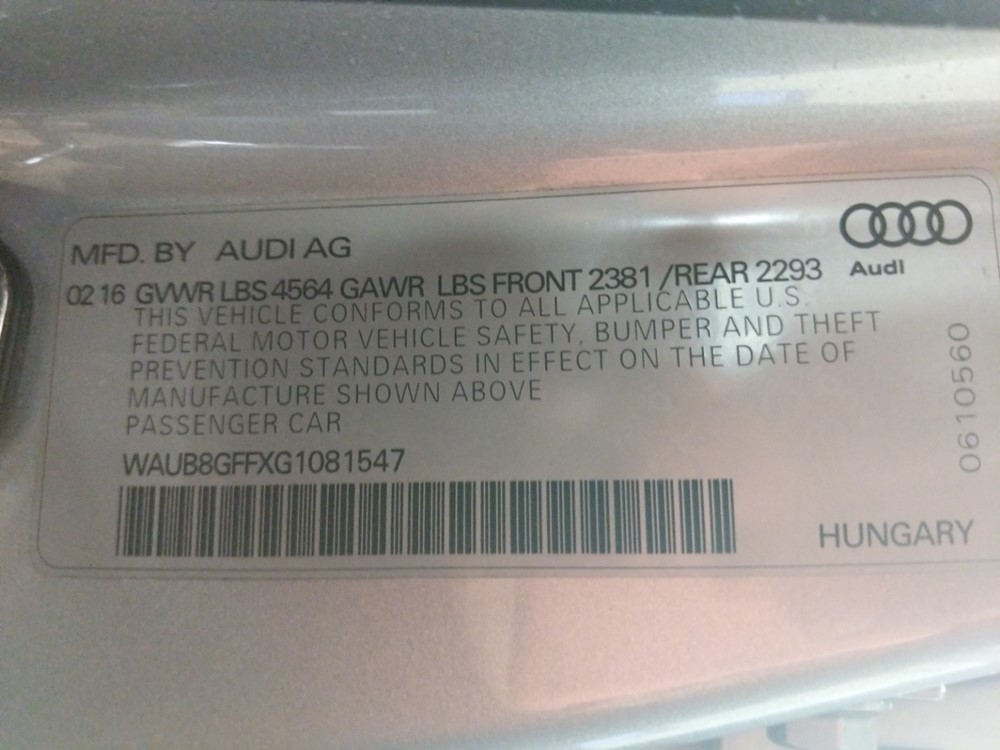 MFD. BY AUDI AG
Audi
02 16 GVWR LBS 4564 GAWR LBS FRONT 2381 /REAR 2293
THIS VEHICLE CONFORMS TO ALL APPLICABLE U.S.
FEDERAL MOTOR VEHICLE SAFETY, BUMPER AND THEFT
PREVENTION STANDARDS IN EFFECT ON THE DATE OF
MANUFACTURE SHOWN ABOVE
PASSENGER CAR
WAUB8GFFXG1081547
0610560
HUNGARY